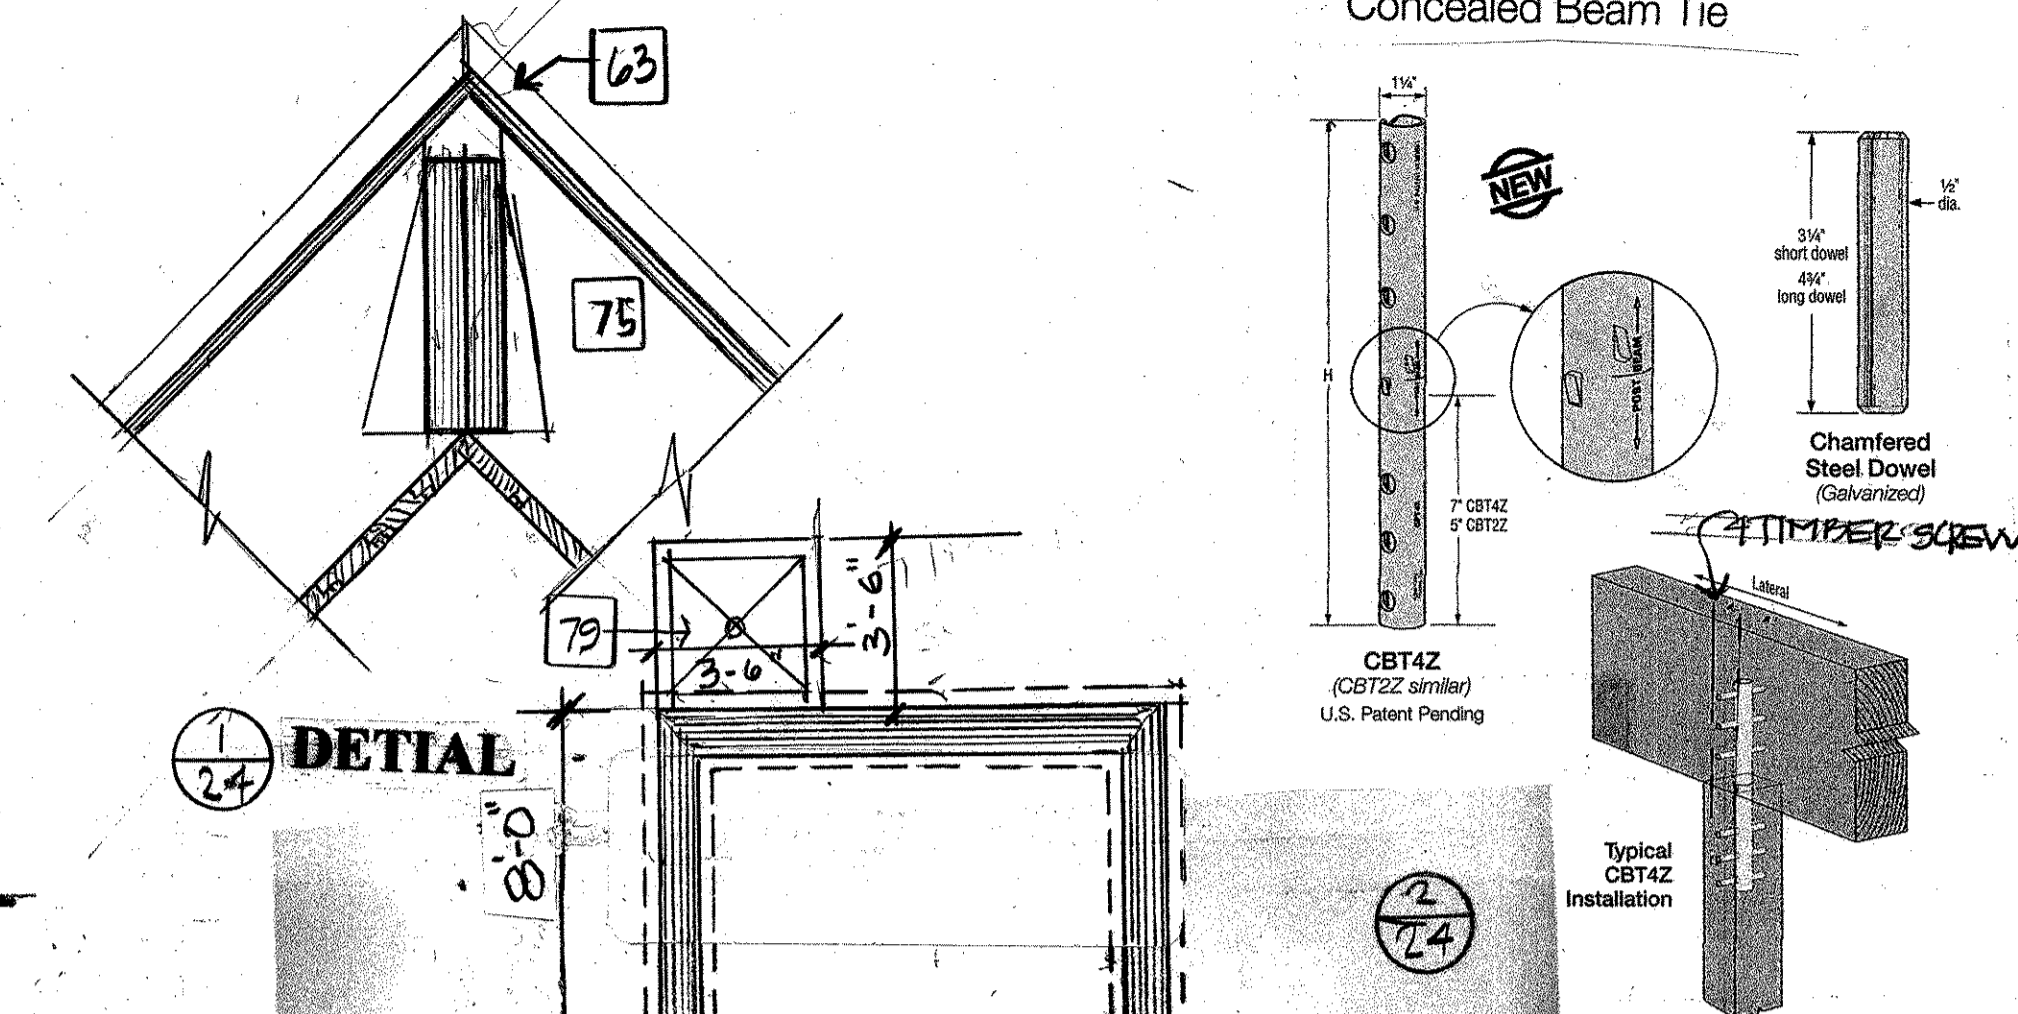 Concealed Beam Tie
63
75
79
3'-6"
3-6"
1
24
DETIAL
8'-0"
1¼"
H
NEW
POST BEAM
7" CBT4Z
5" CBT2Z
CBT4Z
(CBT2Z similar)
U.S. Patent Pending
½"
dia.
3¼"
short dowel
4¾"
long dowel
Chamfered
Steel Dowel
(Galvanized)
4 TIMBER SCREW
Lateral
Typical
CBT4Z
Installation
2
24